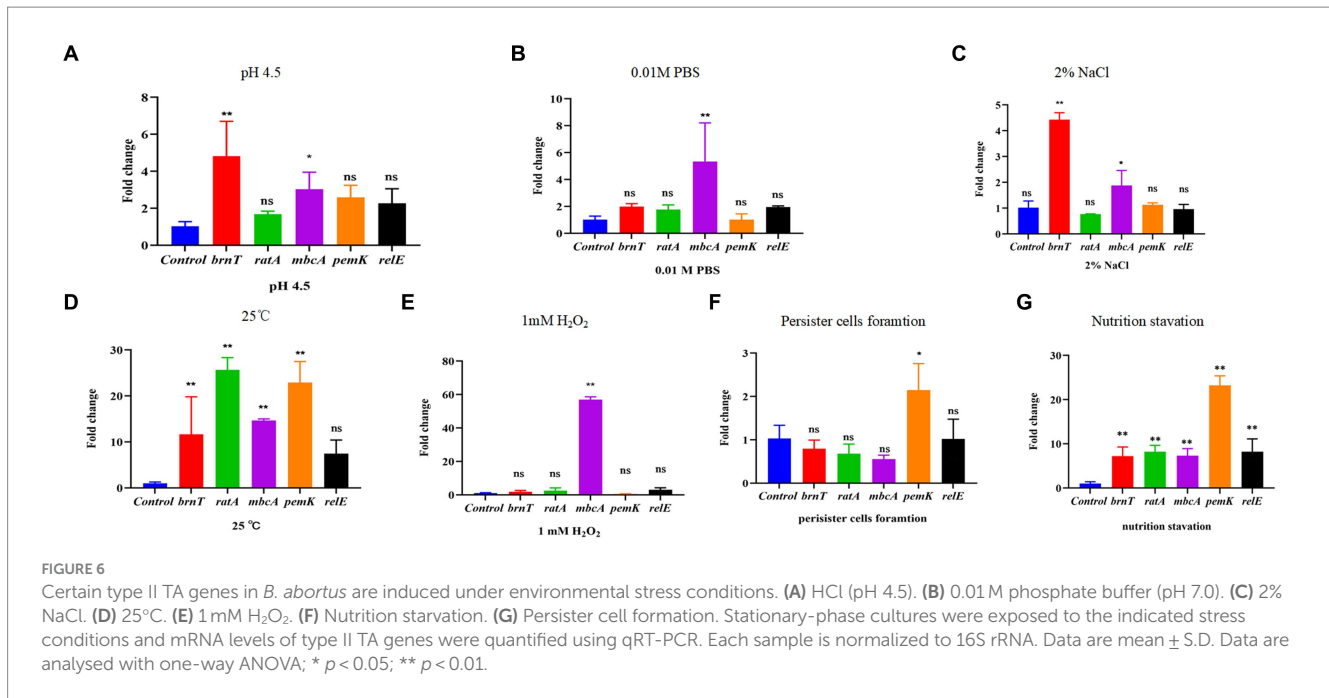 A
pH 4.5
Fold change
8
6
4
2
0
**
ns
*
ns
ns
Control brnT ratA mbcA pemK relE
pH 4.5
B
0.01M PBS
Fold change
10
8
6
4
2
0
ns
ns
**
ns
ns
Control brnT ratA mbcA pemK relE
0.01 M PBS
C
2% NaCl
Fold change
5
4
3
2
1
0
**
ns
*
ns
ns
Control brnT ratA mbcA pemK relE
2% NaCl
D
25℃
Fold change
30
20
10
0
**
**
**
**
ns
Control brnT ratA mbcA pemK relE
25 ℃
E
1mM H₂O₂
Fold change
80
60
40
20
0
ns
ns
**
ns
ns
Control brnT ratA mbcA pemK relE
1 mM H₂O₂
F
Persister cells foramtion
Fold change
3
2
1
0
ns
ns
ns
*
ns
Control brnT ratA mbcA pemK relE
perisister cells foramtion
G
Nutrition stavation
Fold change
30
20
10
0
**
**
**
**
**
Control brnT ratA mbcA pemK relE
nutrition stavation
FIGURE 6
Certain type II TA genes in B. abortus are induced under environmental stress conditions. (A) HCl (pH 4.5). (B) 0.01 M phosphate buffer (pH 7.0). (C) 2%
NaCl. (D) 25°C. (E) 1 mM H₂O₂. (F) Nutrition starvation. (G) Persister cell formation. Stationary-phase cultures were exposed to the indicated stress
conditions and mRNA levels of type II TA genes were quantified using qRT-PCR. Each sample is normalized to 16S rRNA. Data are mean ± S.D. Data are
analysed with one-way ANOVA; * p < 0.05; ** p < 0.01.